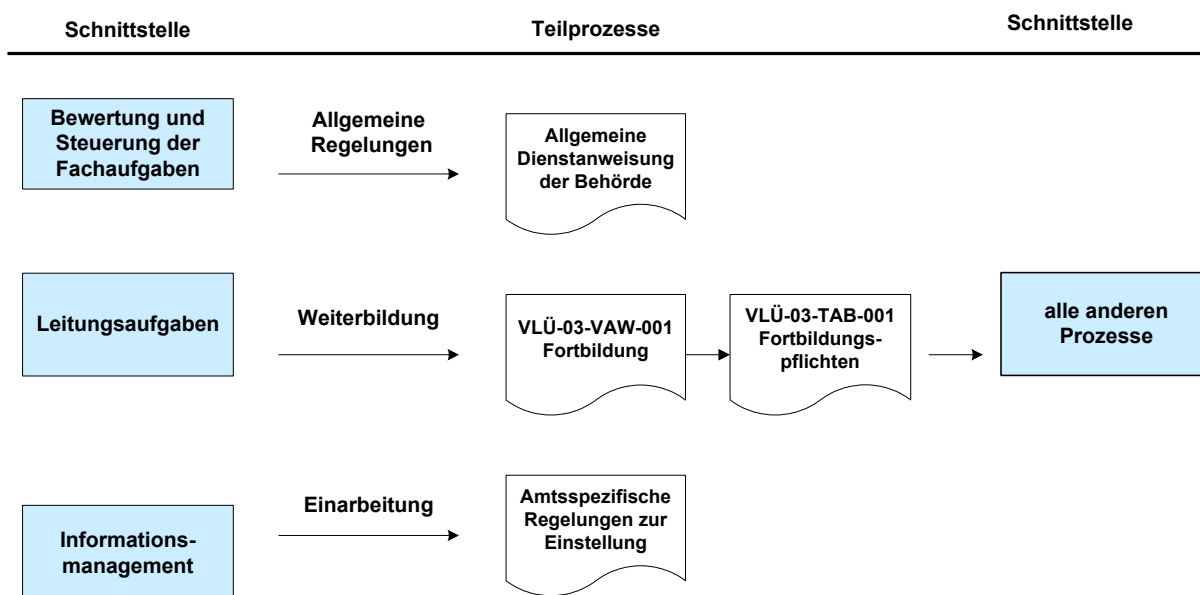 Schnittstelle
Teilprozesse
Schnittstelle
Bewertung und
Steuerung der
Fachaufgaben
Allgemeine
Regelungen
Allgemeine
Dienstanweisung
der Behörde
Leitungsaufgaben
Weiterbildung
VLÜ-03-VAW-001
Fortbildung
VLÜ-03-TAB-001
Fortbildungs-
pflichten
alle anderen
Prozesse
Informations-
management
Einarbeitung
Amtsspezifische
Regelungen zur
Einstellung